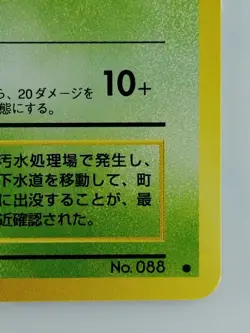 ら、20ダメージを
10+
態にする。
汚水処理場で発生し、
下水道を移動して、町
に出没することが、最
近確認された。
No. 088 ●